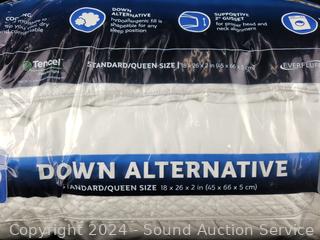 DOWN
ALTERNATIVE
hypoallergenic fill is
shapeable for any
sleep position
SUPPORTIVE
2" GUSSET
for proper head and
neck alignment
Tencel
STANDARD/QUEEN SIZE | 18 x 26 x 2 in (45 x 66 x 5 cm)
EVERFLUFF
DOWN ALTERNATIVE
STANDARD/QUEEN SIZE 18 x 26 x 2 in (45 x 66 x 5 cm)
Copyright 2024 - Sound Auction Service